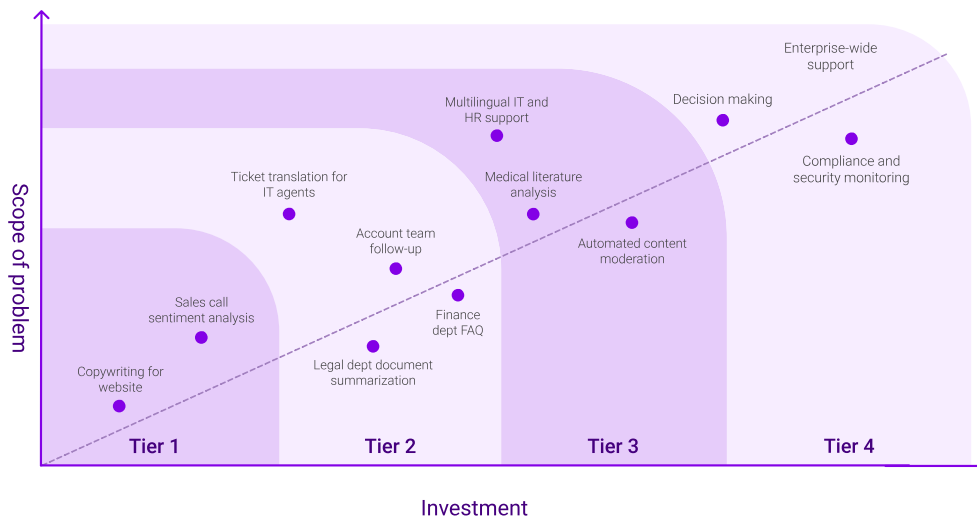 Enterprise-wide
support
Multilingual IT and
HR support
Decision making
Compliance and
security monitoring
Ticket translation for
IT agents
Medical literature
analysis
Account team
follow-up
Automated content
moderation
Sales call
sentiment analysis
Finance
dept FAQ
Legal dept document
summarization
Copywriting for
website
Scope of problem
Tier 1
Tier 2
Tier 3
Tier 4
Investment